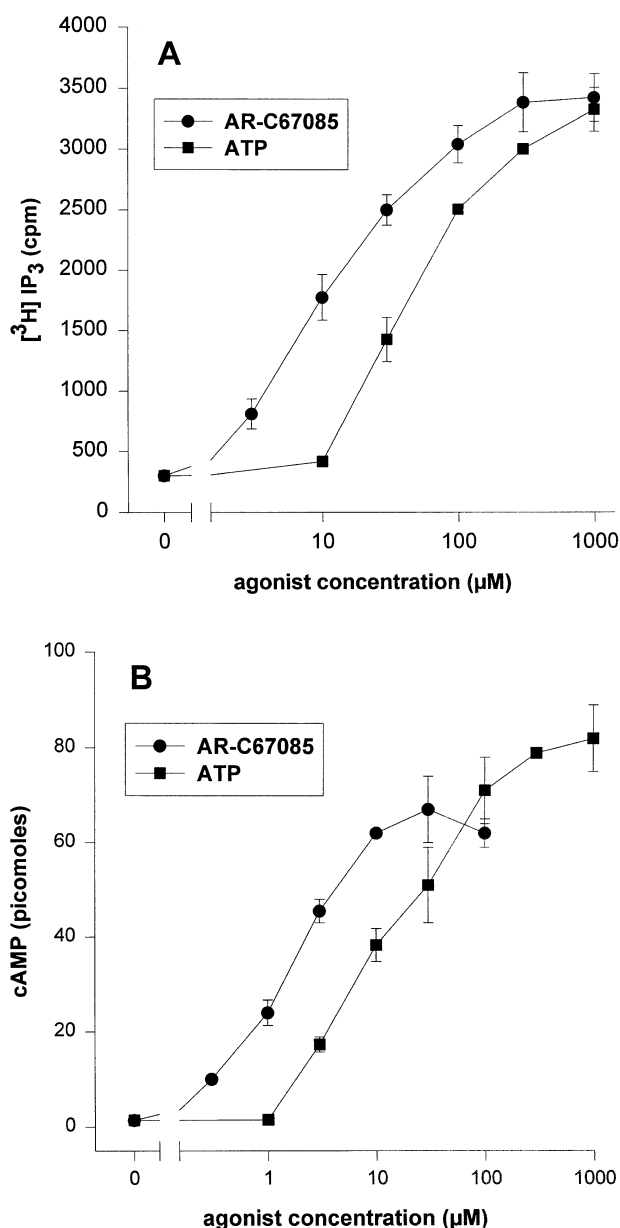 A
4000
3500
3000
2500
2000
1500
1000
500
0
[³H] IP₃ (cpm)
AR-C67085
ATP
0 10 100 1000
agonist concentration (µM)
B
100
80
60
40
20
0
cAMP (picomoles)
AR-C67085
ATP
0 1 10 100 1000
agonist concentration (µM)